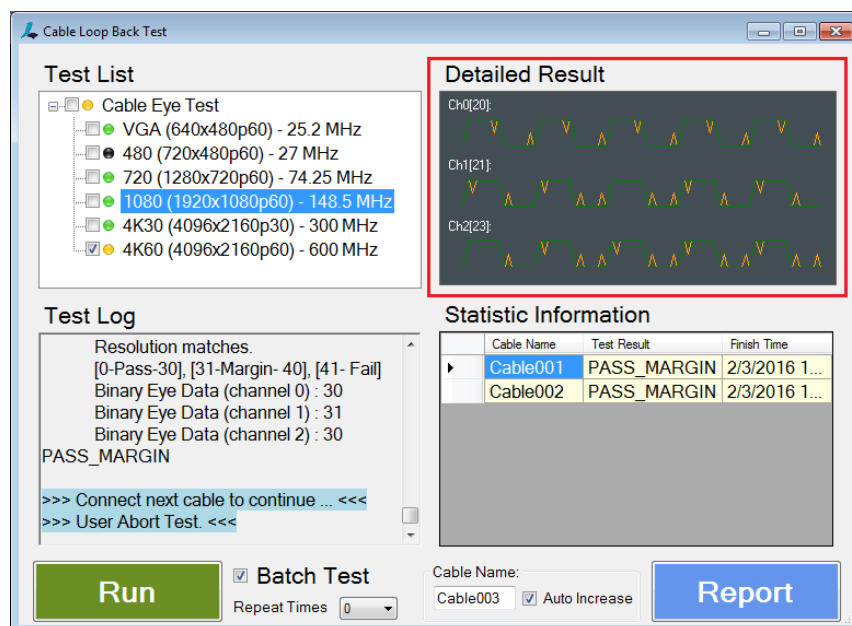 Cable Loop Back Test
Test List
Cable Eye Test
VGA (640x480p60) - 25.2 MHz
480 (720x480p60) - 27 MHz
720 (1280x720p60) - 74.25 MHz
1080 (1920x1080p60) - 148.5 MHz
4K30 (4096x2160p30) - 300 MHz
4K60 (4096x2160p60) - 600 MHz
Detailed Result
Ch0[20]:
Ch1[21]:
Ch2[23]:
Test Log
Resolution matches.
[0-Pass-30], [31-Margin- 40], [41- Fail]
Binary Eye Data (channel 0) : 30
Binary Eye Data (channel 1) : 31
Binary Eye Data (channel 2) : 30
PASS_MARGIN
>>> Connect next cable to continue ... <<<
>>> User Abort Test. <<<
Statistic Information
Cable Name Test Result Finish Time
Cable001 PASS_MARGIN 2/3/2016 1...
Cable002 PASS_MARGIN 2/3/2016 1...
Run
Batch Test
Repeat Times 0
Cable Name:
Cable003 Auto Increase
Report